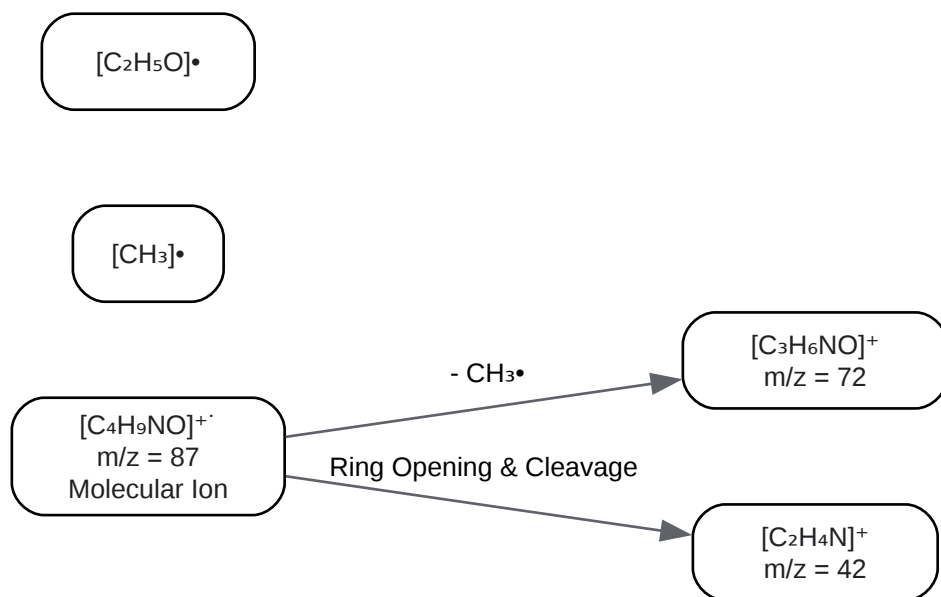 [C₂H₅O]•
[CH₃]•
- CH₃•
[C₃H₆NO]⁺
m/z = 72
[C₄H₉NO]⁺˙
m/z = 87
Molecular Ion
Ring Opening & Cleavage
[C₂H₄N]⁺
m/z = 42